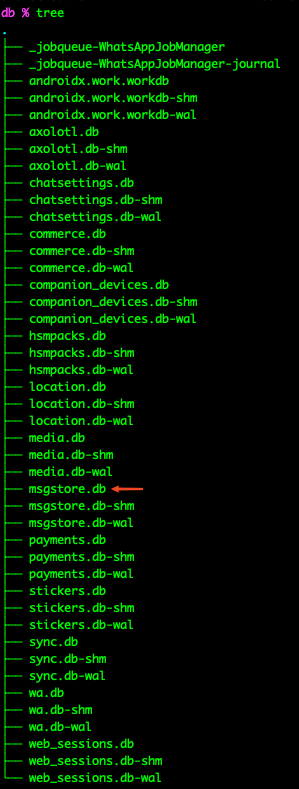 db % tree
.
├── _jobqueue-WhatsAppJobManager
├── _jobqueue-WhatsAppJobManager-journal
├── androidx.work.workdb
├── androidx.work.workdb-shm
├── androidx.work.workdb-wal
├── axolotl.db
├── axolotl.db-shm
├── axolotl.db-wal
├── chatsettings.db
├── chatsettings.db-shm
├── chatsettings.db-wal
├── commerce.db
├── commerce.db-shm
├── commerce.db-wal
├── companion_devices.db
├── companion_devices.db-shm
├── companion_devices.db-wal
├── hsmpacks.db
├── hsmpacks.db-shm
├── hsmpacks.db-wal
├── location.db
├── location.db-shm
├── location.db-wal
├── media.db
├── media.db-shm
├── media.db-wal
├── msgstore.db
├── msgstore.db-shm
├── msgstore.db-wal
├── payments.db
├── payments.db-shm
├── payments.db-wal
├── stickers.db
├── stickers.db-shm
├── stickers.db-wal
├── sync.db
├── sync.db-shm
├── sync.db-wal
├── wa.db
├── wa.db-shm
├── wa.db-wal
├── web_sessions.db
├── web_sessions.db-shm
└── web_sessions.db-wal